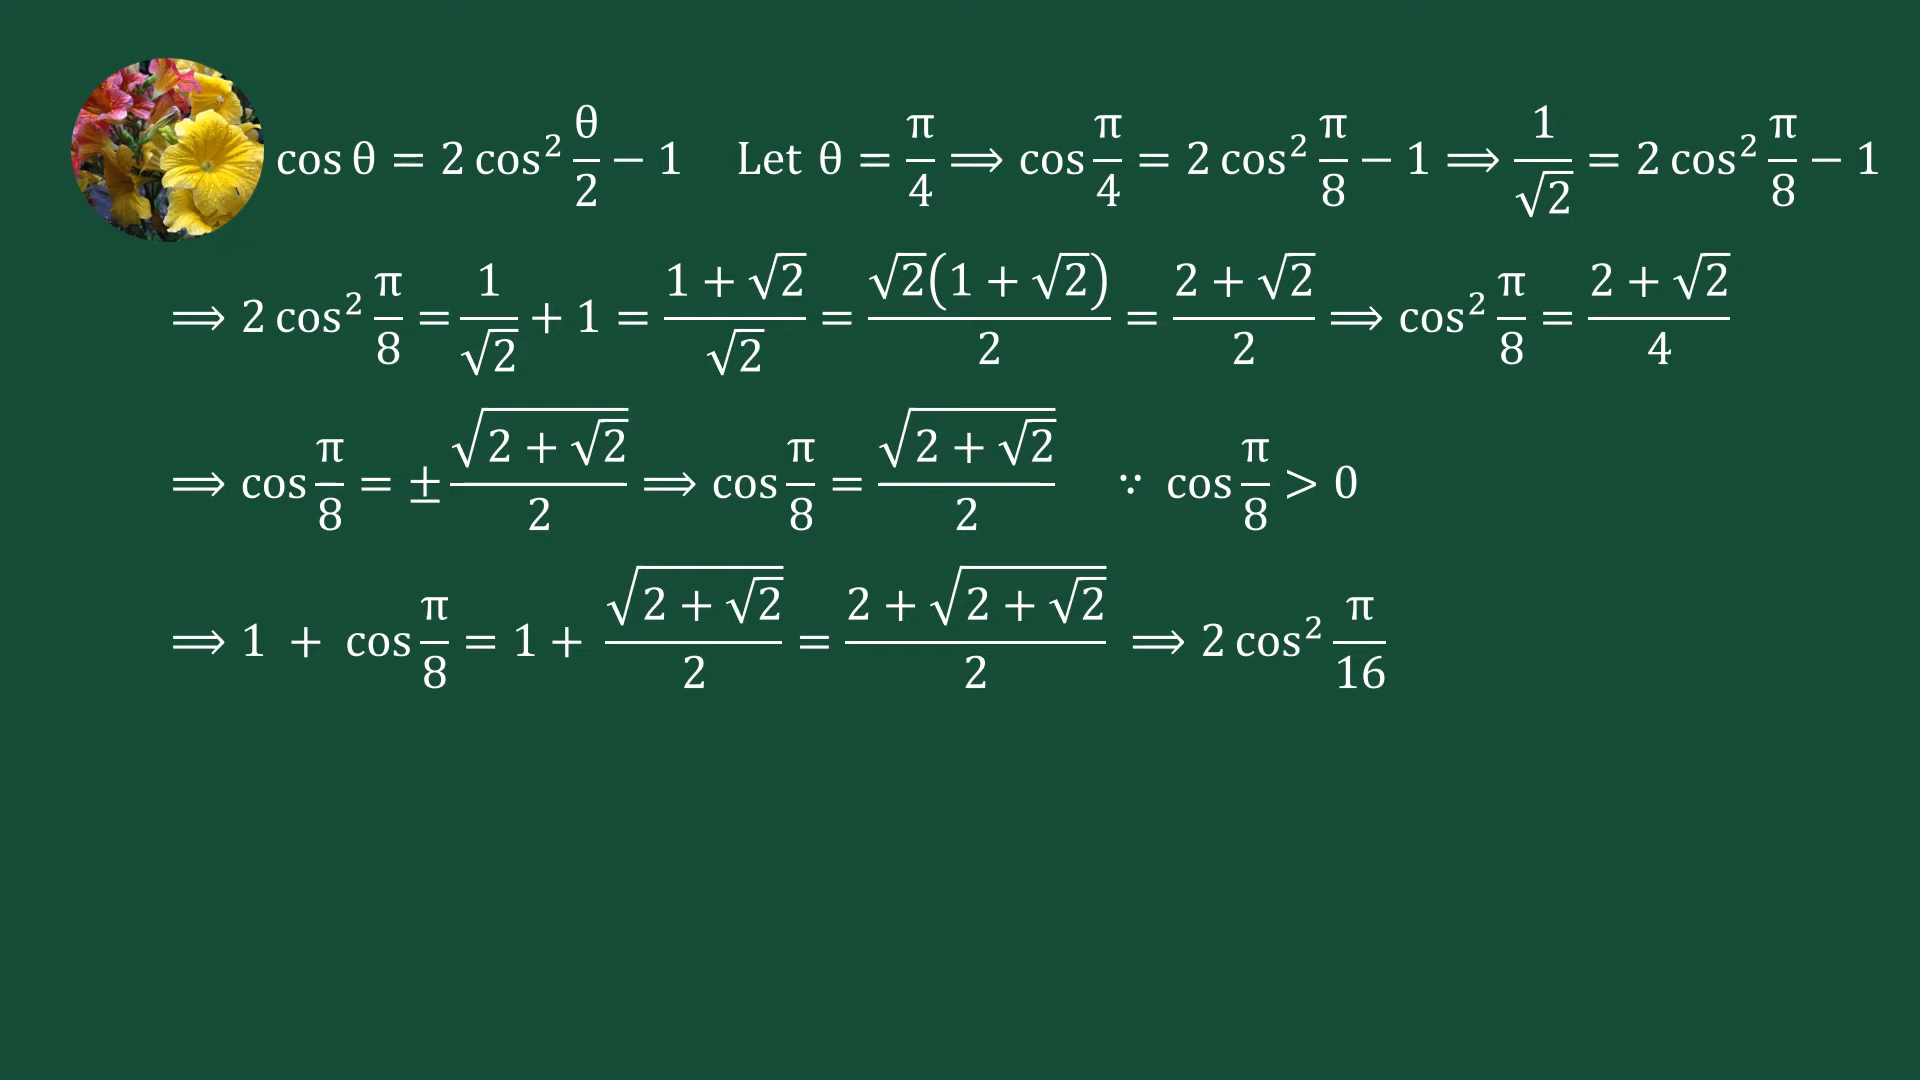 cos θ = 2 cos² θ/2 − 1 Let θ = π/4 ⟹ cos π/4 = 2 cos² π/8 − 1 ⟹ 1/√2 = 2 cos² π/8 − 1
⟹ 2 cos² π/8 = 1/√2 + 1 = (1 + √2)/√2 = √2(1 + √2)/2 = (2 + √2)/2 ⟹ cos² π/8 = (2 + √2)/4
⟹ cos π/8 = ± √(2 + √2)/2 ⟹ cos π/8 = √(2 + √2)/2 ∵ cos π/8 > 0
⟹ 1 + cos π/8 = 1 + √(2 + √2)/2 = (2 + √(2 + √2))/2 ⟹ 2 cos² π/16